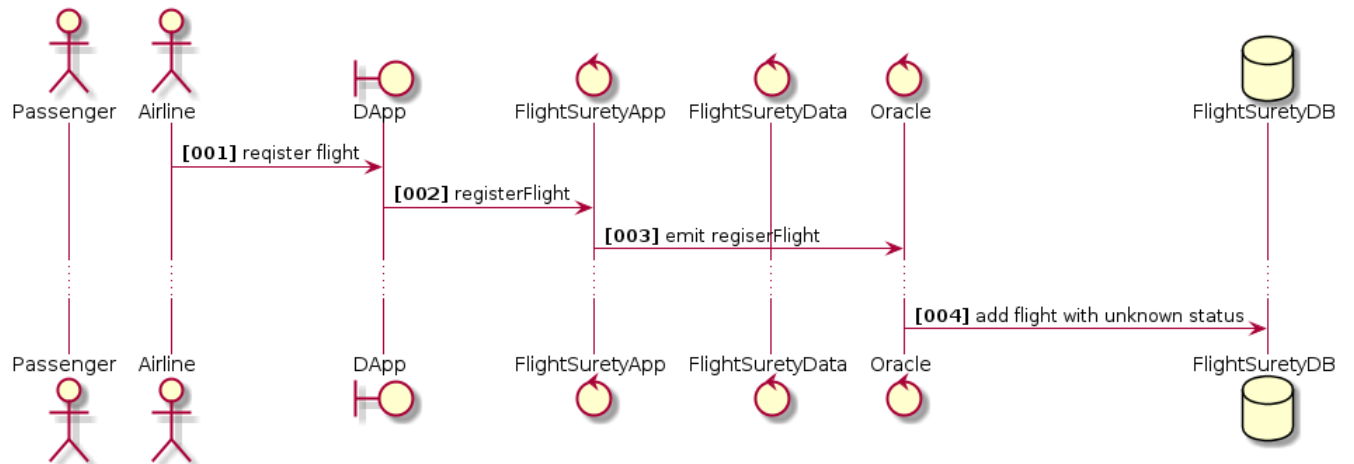 Passenger Airline DApp FlightSuretyApp FlightSuretyData Oracle FlightSuretyDB
[001] reqister flight
[002] registerFlight
[003] emit regiserFlight
[004] add flight with unknown status
Passenger Airline DApp FlightSuretyApp FlightSuretyData Oracle FlightSuretyDB